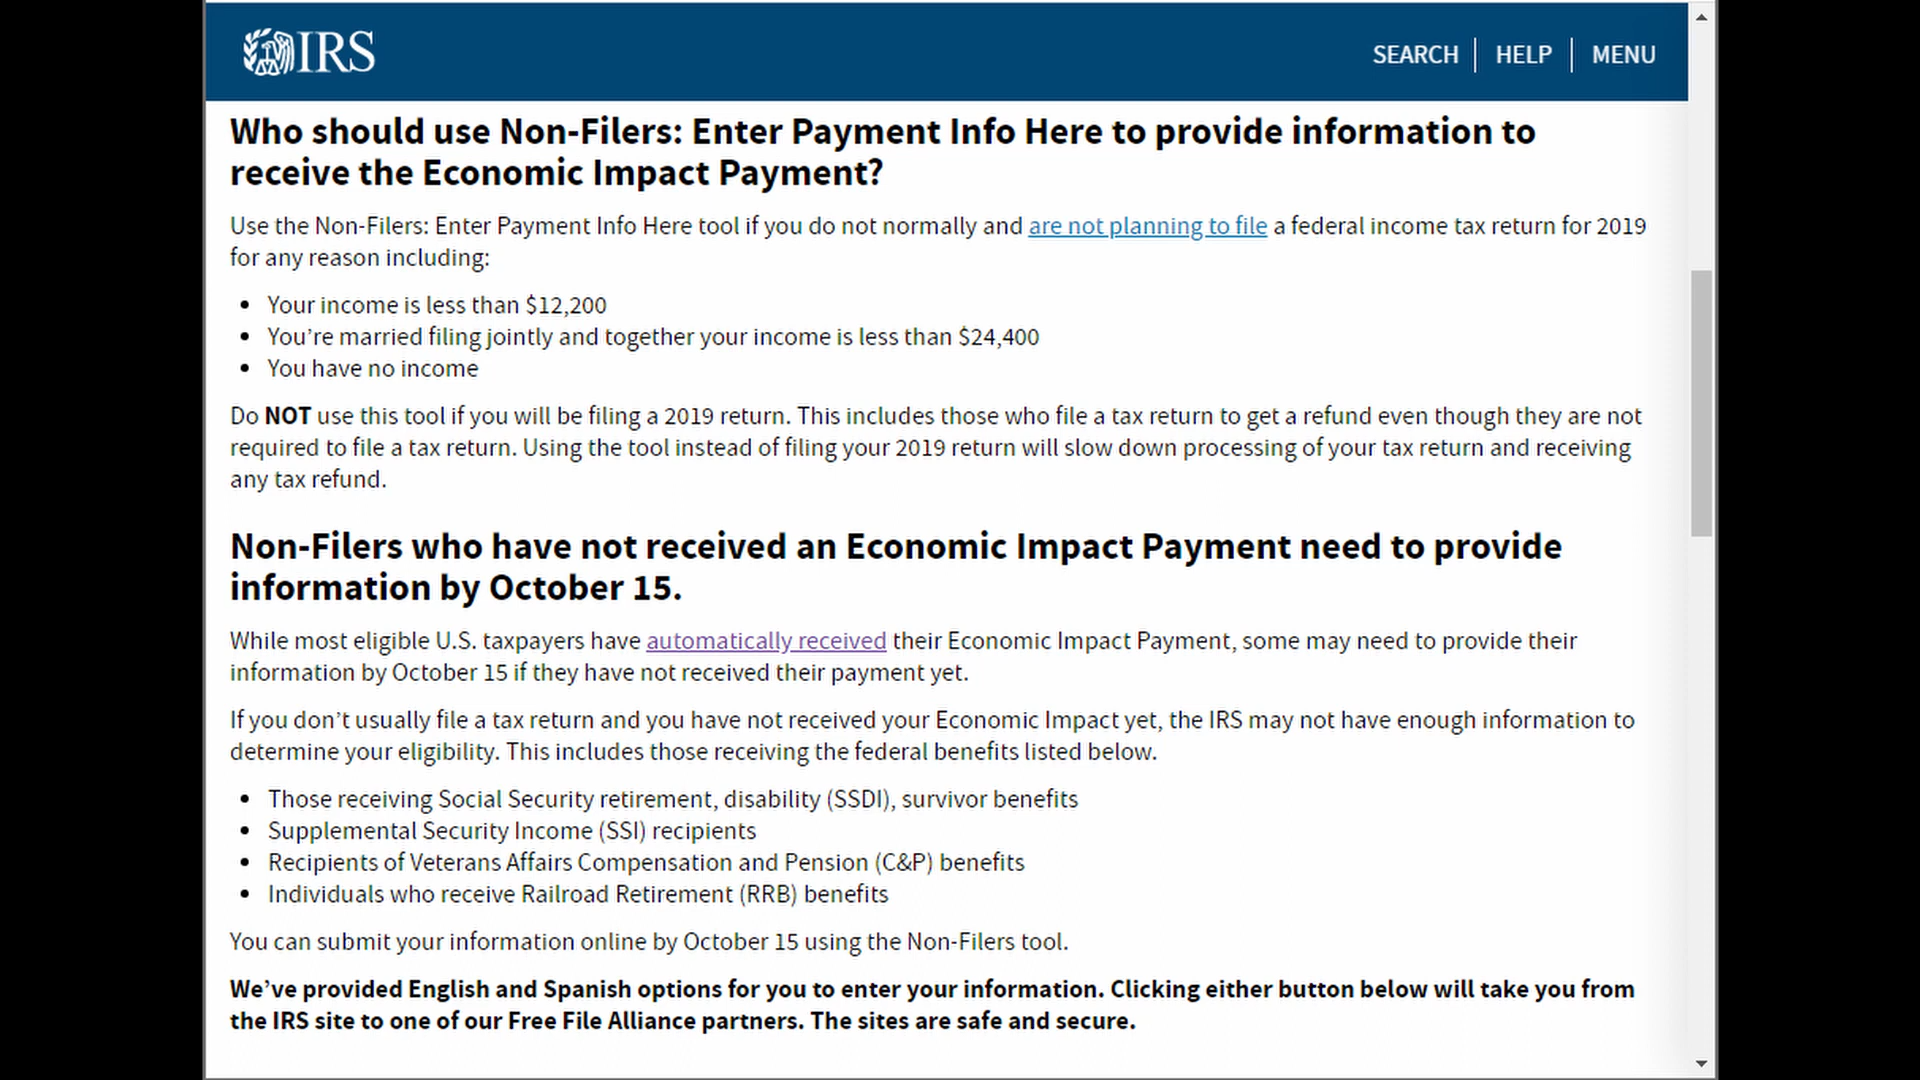 IRS
SEARCH | HELP | MENU
Who should use Non-Filers: Enter Payment Info Here to provide information to
receive the Economic Impact Payment?
Use the Non-Filers: Enter Payment Info Here tool if you do not normally and are not planning to file a federal income tax return for 2019
for any reason including:
• Your income is less than $12,200
• You’re married filing jointly and together your income is less than $24,400
• You have no income
Do NOT use this tool if you will be filing a 2019 return. This includes those who file a tax return to get a refund even though they are not
required to file a tax return. Using the tool instead of filing your 2019 return will slow down processing of your tax return and receiving
any tax refund.
Non-Filers who have not received an Economic Impact Payment need to provide
information by October 15.
While most eligible U.S. taxpayers have automatically received their Economic Impact Payment, some may need to provide their
information by October 15 if they have not received their payment yet.
If you don’t usually file a tax return and you have not received your Economic Impact yet, the IRS may not have enough information to
determine your eligibility. This includes those receiving the federal benefits listed below.
• Those receiving Social Security retirement, disability (SSDI), survivor benefits
• Supplemental Security Income (SSI) recipients
• Recipients of Veterans Affairs Compensation and Pension (C&P) benefits
• Individuals who receive Railroad Retirement (RRB) benefits
You can submit your information online by October 15 using the Non-Filers tool.
We’ve provided English and Spanish options for you to enter your information. Clicking either button below will take you from
the IRS site to one of our Free File Alliance partners. The sites are safe and secure.